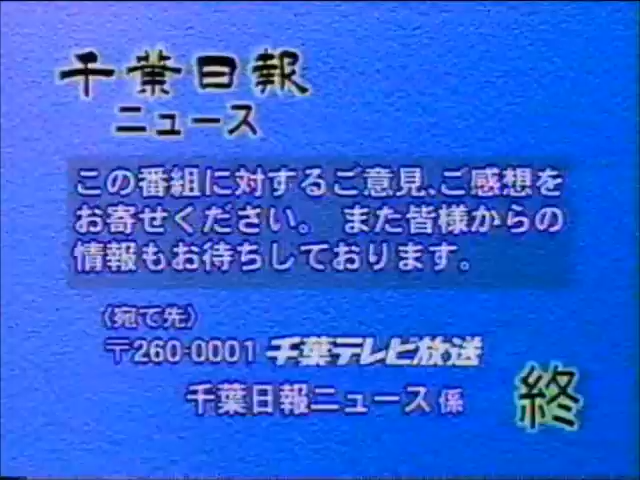 千葉日報
ニュース
この番組に対するご意見、ご感想を
お寄せください。 また皆様からの
情報もお待ちしております。
〈宛て先〉
〒260-0001 千葉テレビ放送
千葉日報ニュース 係
終